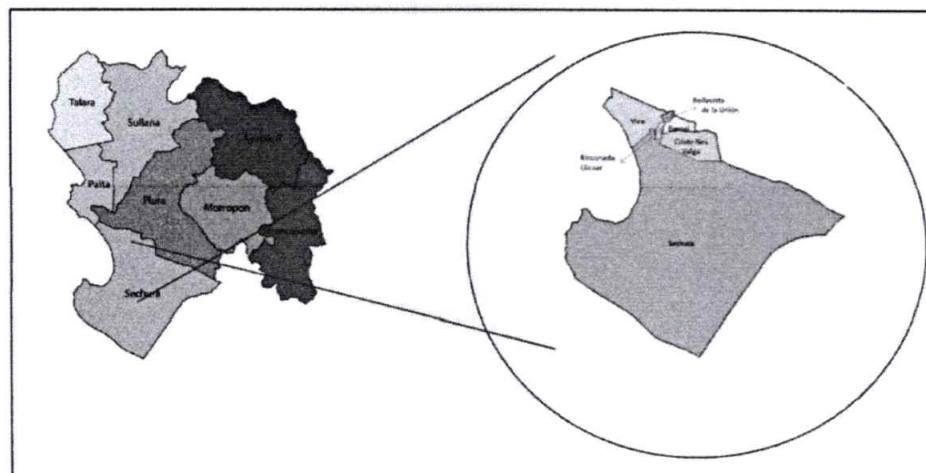 Talara
Sullana
Paita
Piura
Morropon
Sechura
Bellavista
de la Unión
Vice
Bernal
Cristo Nos
Valga
Rinconada
Llicuar
Sechura